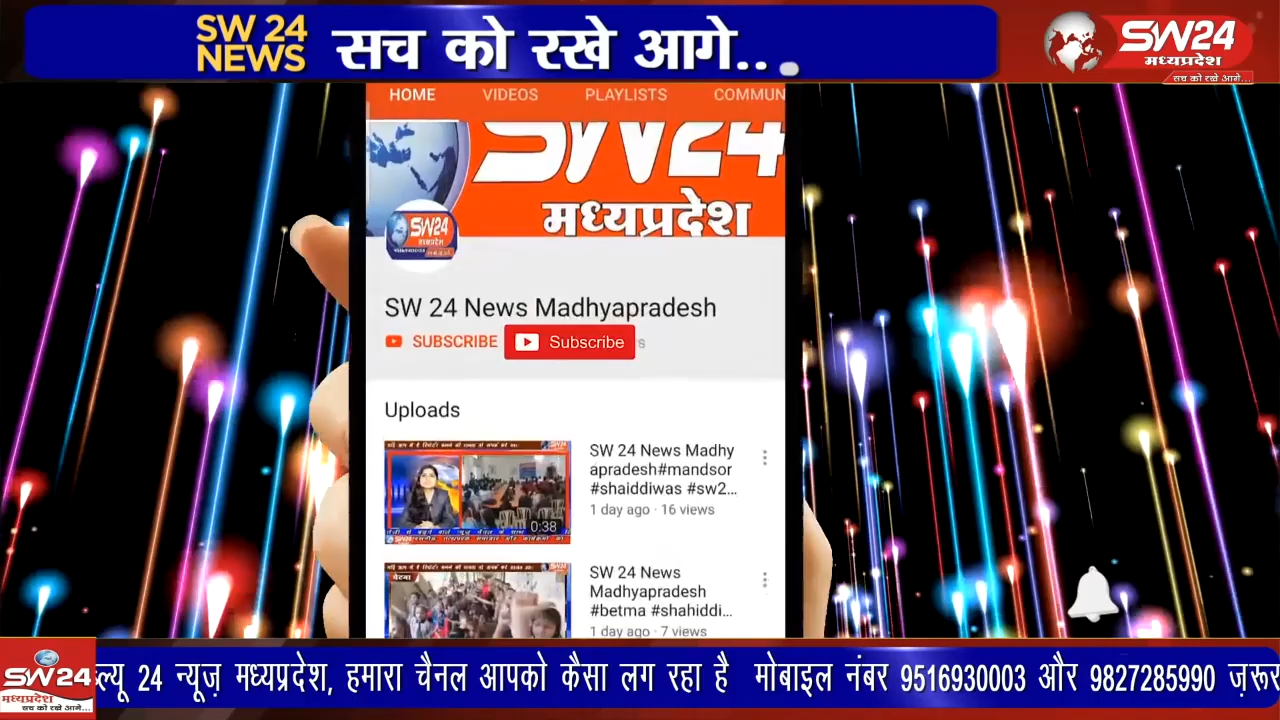 SW 24
NEWS
सच को रखे आगे...
SW24
मध्यप्रदेश
सच को रखे आगे...
HOME VIDEOS PLAYLISTS COMMUN
SW24
मध्यप्रदेश
SW24
SW 24 News Madhyapradesh
SUBSCRIBE Subscribe
Uploads
SW 24 News Madhy
apradesh#mandsor
#shaiddiwas #sw2...
1 day ago · 16 views
0:38
SW 24 News
Madhyapradesh
#betma #shahiddi...
1 day ago · 7 views
बेटमा
SW24
मध्यप्रदेश
सच को रखे आगे...
ब्ल्यू 24 न्यूज़ मध्यप्रदेश, हमारा चैनल आपको कैसा लग रहा है मोबाइल नंबर 9516930003 और 9827285990 ज़रूर